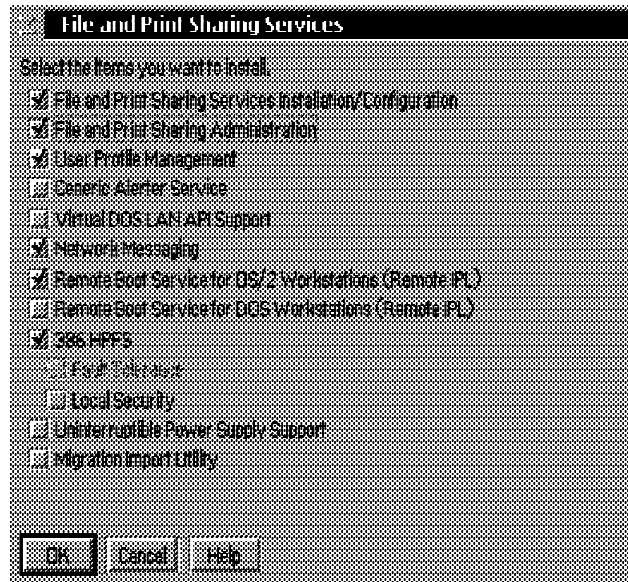 File and Print Sharing Services
Select the items you want to install.
File and Print Sharing Services Installation/Configuration
File and Print Sharing Administration
User Profile Management
Generic Alerter Service
Virtual DOS LAN API Support
Network Messaging
Remote Boot Service for OS/2 Workstations (Remote IPL)
Remote Boot Service for DOS Workstations (Remote IPL)
386 HPFS
Fault Tolerance
Local Security
Uninterruptible Power Supply Support
Migration Import Utility
OK Cancel Help